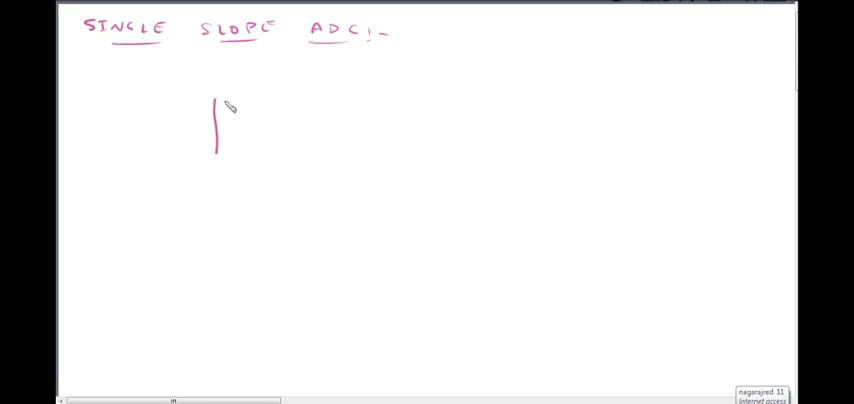 SINGLE SLOPE ADC:-
nagarajred 11
Internet access